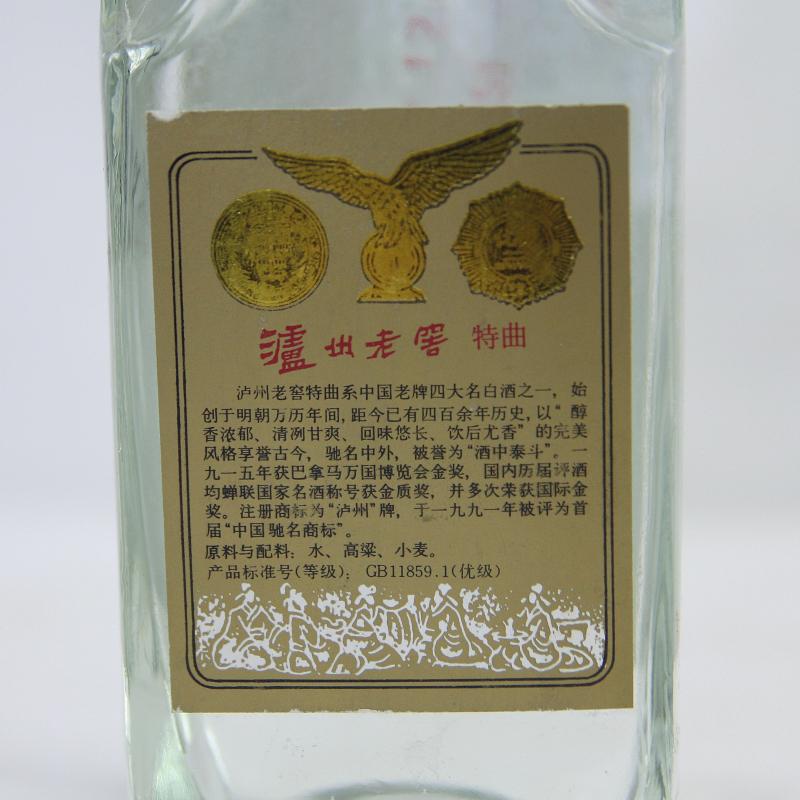 泸州老窖 特曲
泸州老窖特曲系中国老牌四大名白酒之一，始
创于明朝万历年间，距今已有四百余年历史，以“醇
香浓郁、清冽甘爽、回味悠长、饮后尤香”的完美
风格享誉古今，驰名中外，被誉为“酒中泰斗”。一
九一五年获巴拿马万国博览会金奖，国内历届评酒
均蝉联国家名酒称号获金质奖，并多次荣获国际金
奖。注册商标为“泸州”牌，于一九九一年被评为首
届“中国驰名商标”。
原料与配料：水、高粱、小麦。
产品标准号(等级)：GB11859.1(优级)